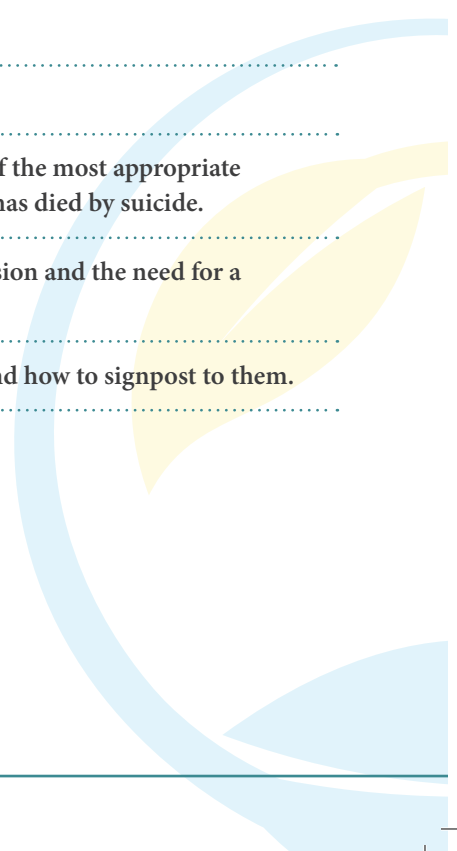 f the most appropriate
has died by suicide.
sion and the need for a
nd how to signpost to them.